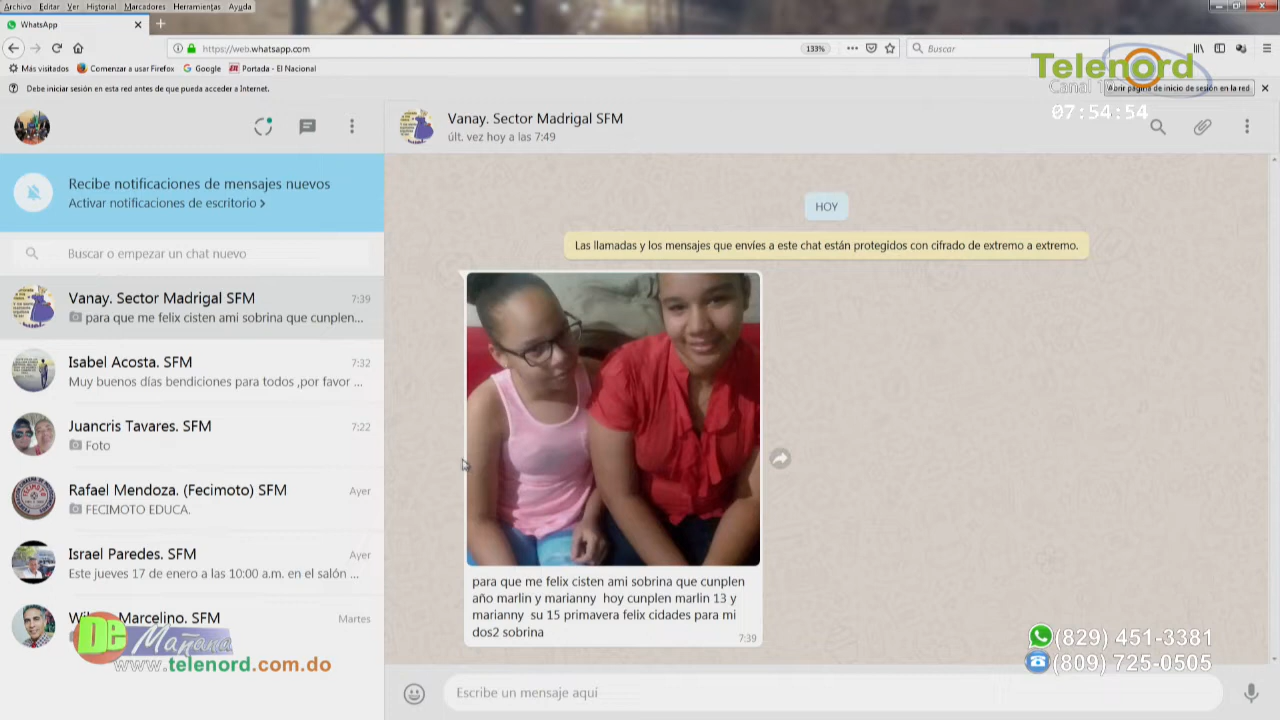 Archivo Editar Ver Historial Marcadores Herramientas Ayuda
WhatsApp
https://web.whatsapp.com
133%
Buscar
Más visitados Comenzar a usar Firefox Google Portada - El Nacional
Debe iniciar sesión en esta red antes de que pueda acceder a Internet.
Abrir página de inicio de sesión en la red
Telenord
Canal
07:54:54
Vanay. Sector Madrigal SFM
últ. vez hoy a las 7:49
Recibe notificaciones de mensajes nuevos
Activar notificaciones de escritorio >
Buscar o empezar un chat nuevo
Vanay. Sector Madrigal SFM 7:39
para que me felix cisten ami sobrina que cunplen...
Isabel Acosta. SFM 7:32
Muy buenos días bendiciones para todos ,por favor ...
Juancris Tavares. SFM 7:22
Foto
Rafael Mendoza. (Fecimoto) SFM Ayer
FECIMOTO EDUCA.
Israel Paredes. SFM Ayer
Este jueves 17 de enero a las 10:00 a.m. en el salón ...
Marcelino. SFM Martes
De Mañana
www.telenord.com.do
HOY
Las llamadas y los mensajes que envíes a este chat están protegidos con cifrado de extremo a extremo.
para que me felix cisten ami sobrina que cunplen
año marlin y marianny hoy cunplen marlin 13 y
marianny su 15 primavera felix cidades para mi
dos2 sobrina
7:39
(829) 451-3381
(809) 725-0505
Escribe un mensaje aquí